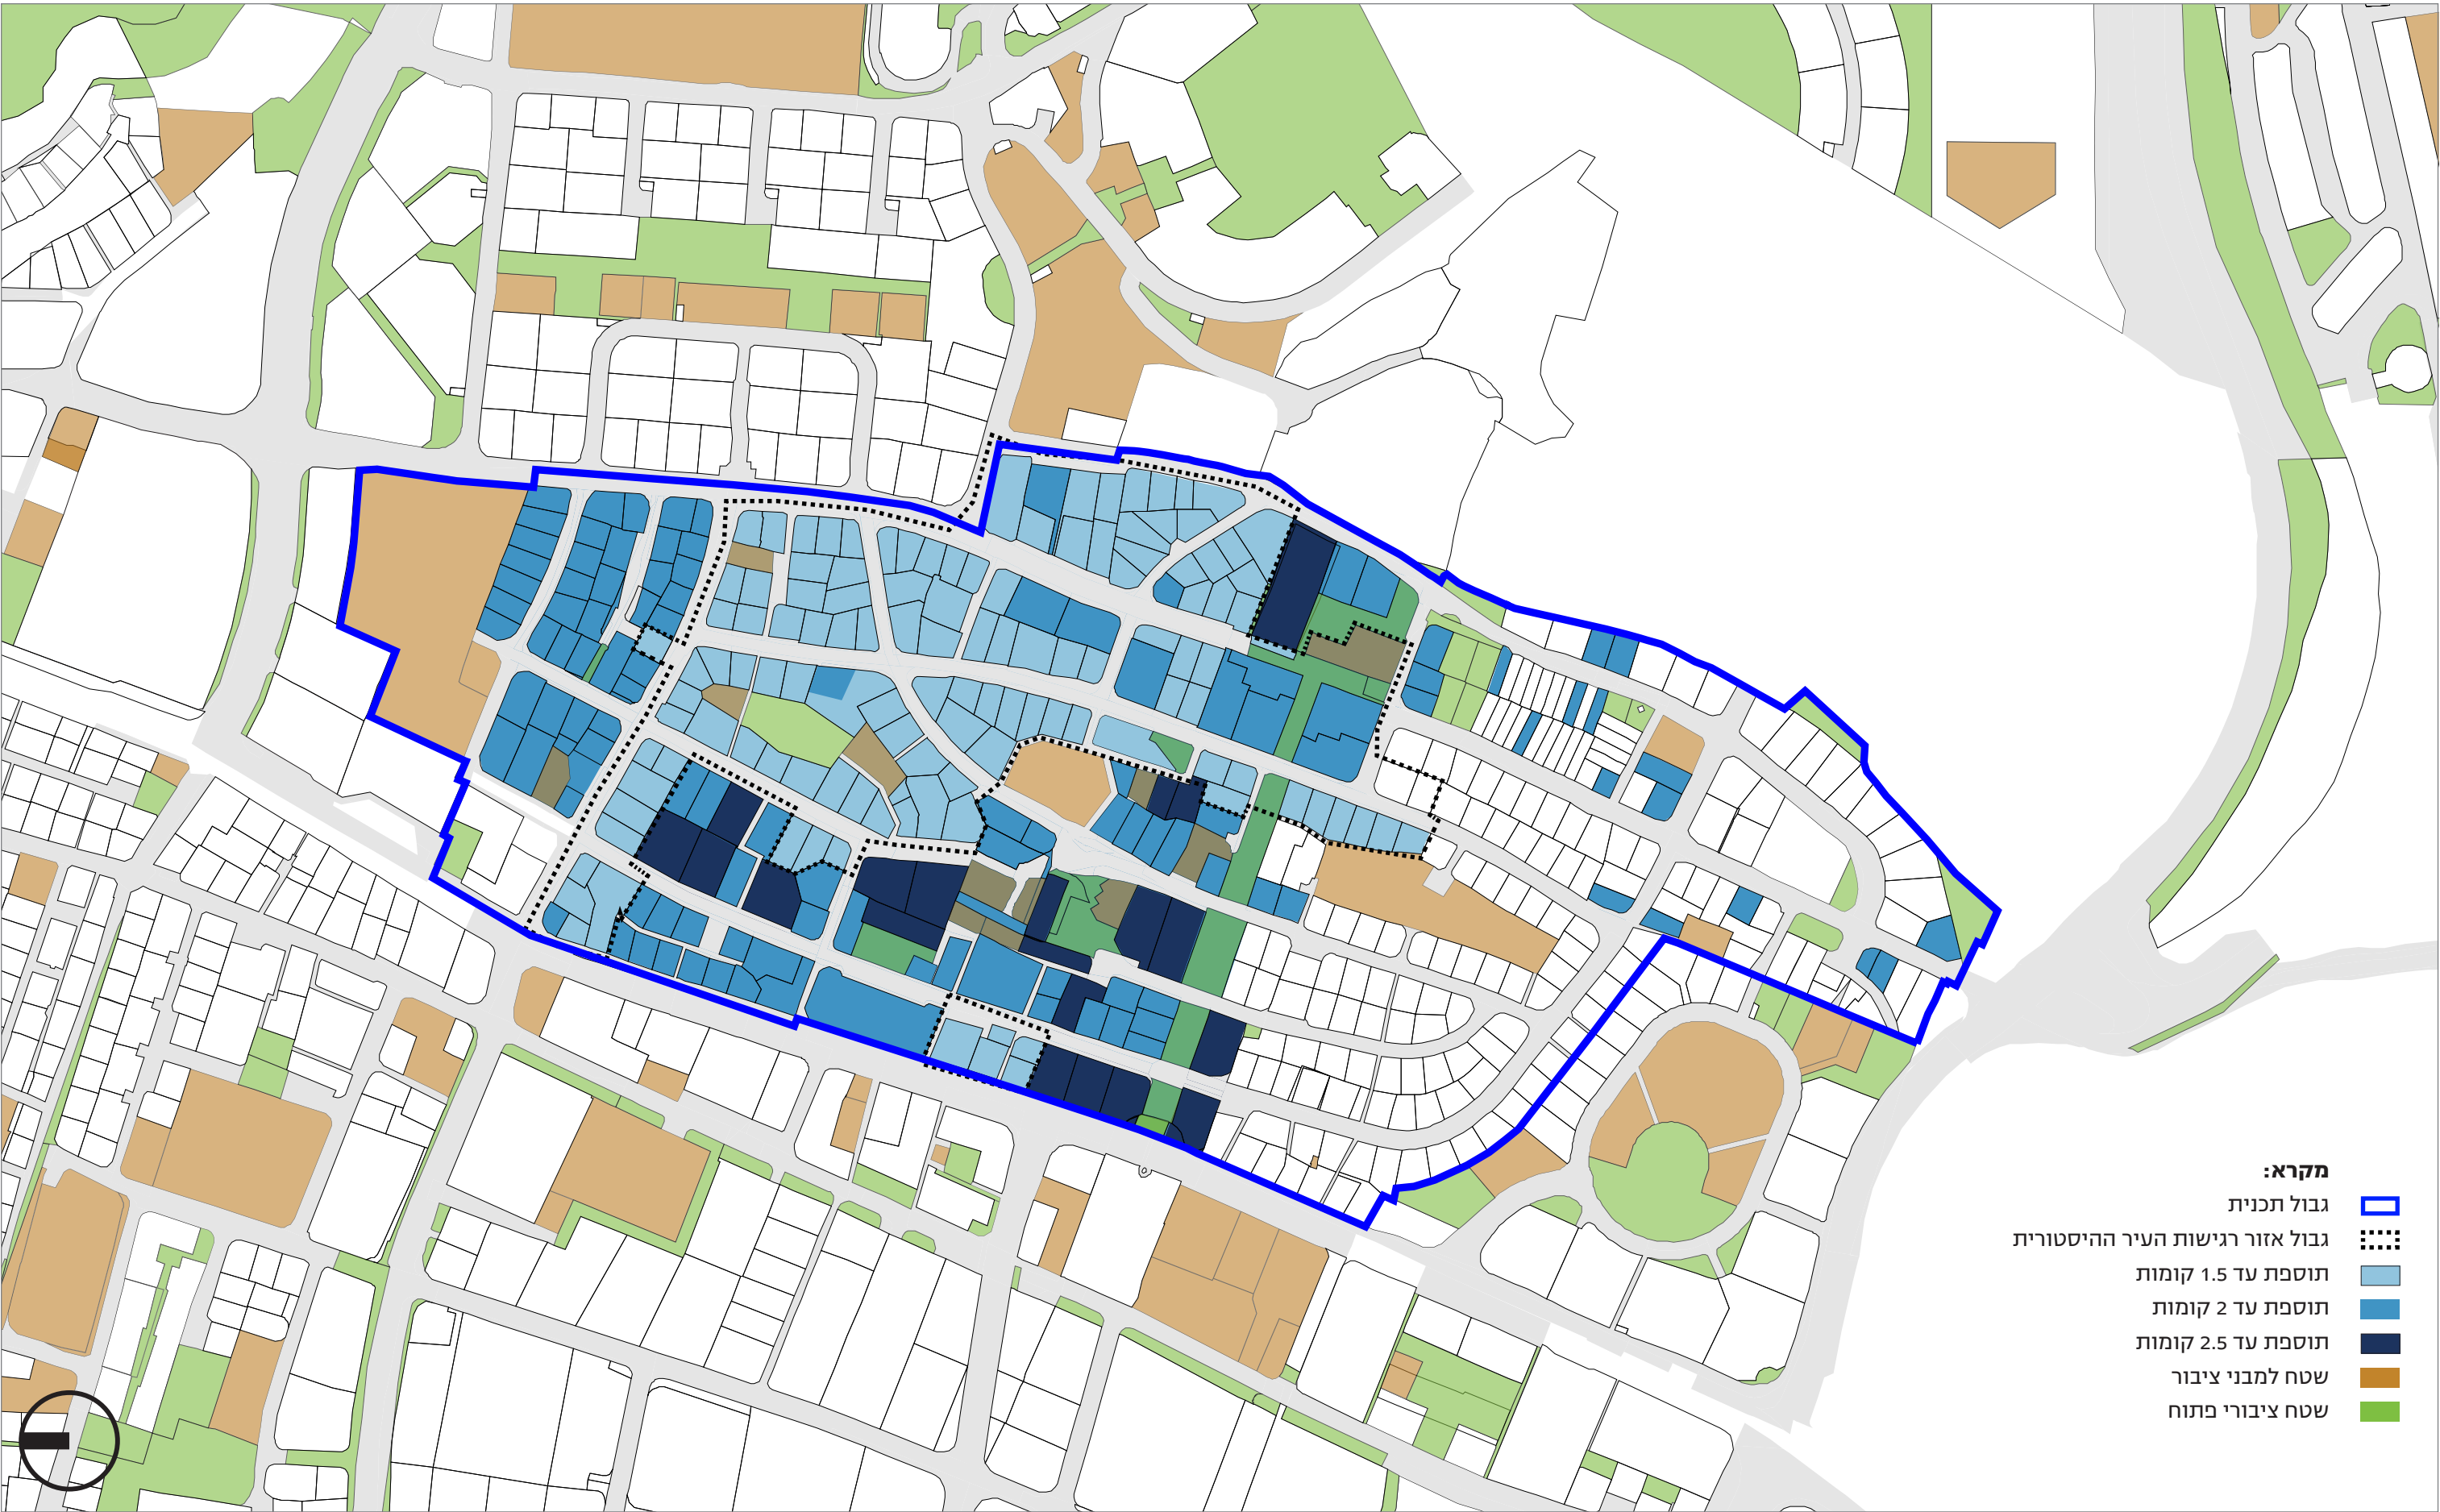 מקרא:
גבול תכנית
גבול אזור רגישות העיר ההיסטורית
תוספת עד 1.5 קומות
תוספת עד 2 קומות
תוספת עד 2.5 קומות
שטח למבני ציבור
שטח ציבורי פתוח